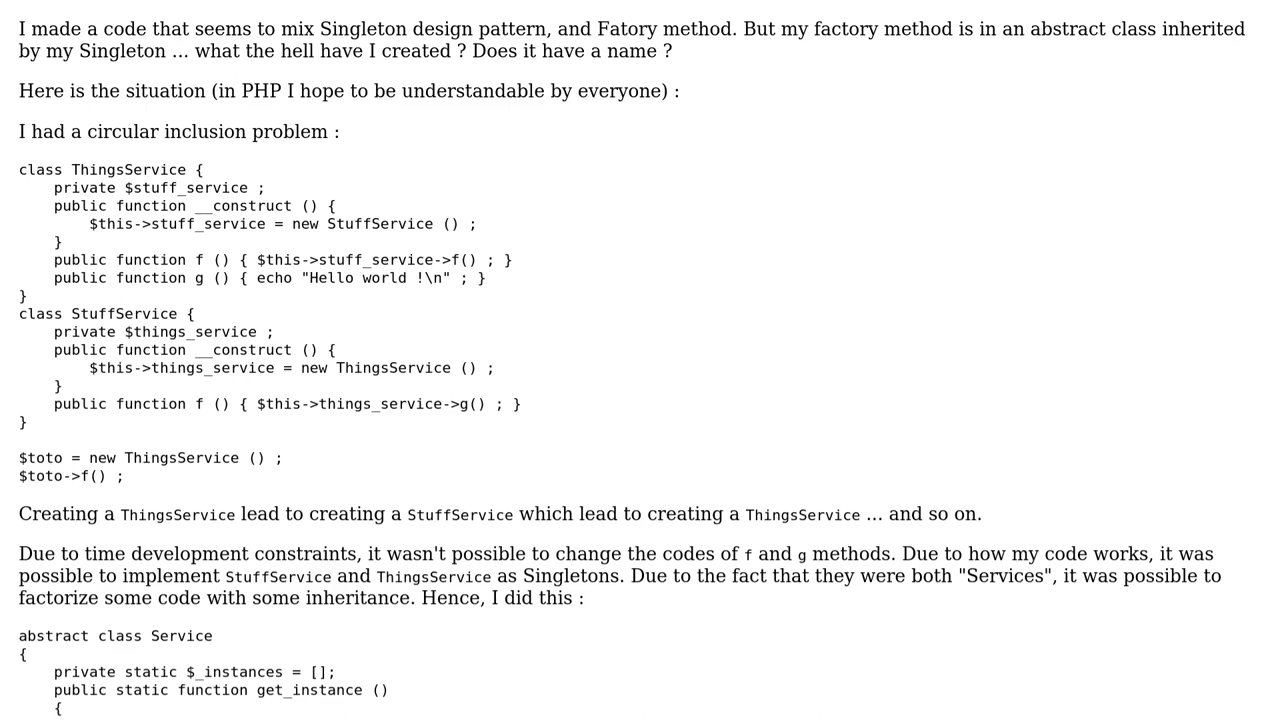 I made a code that seems to mix Singleton design pattern, and Fatory method. But my factory method is in an abstract class inherited
by my Singleton ... what the hell have I created ? Does it have a name ?
Here is the situation (in PHP I hope to be understandable by everyone) :
I had a circular inclusion problem :
class ThingsService {
    private $stuff_service ;
    public function __construct () {
        $this->stuff_service = new StuffService () ;
    }
    public function f () { $this->stuff_service->f() ; }
    public function g () { echo "Hello world !\n" ; }
}
class StuffService {
    private $things_service ;
    public function __construct () {
        $this->things_service = new ThingsService () ;
    }
    public function f () { $this->things_service->g() ; }
}
$toto = new ThingsService () ;
$toto->f() ;
Creating a ThingsService lead to creating a StuffService which lead to creating a ThingsService ... and so on.
Due to time development constraints, it wasn't possible to change the codes of f and g methods. Due to how my code works, it was
possible to implement StuffService and ThingsService as Singletons. Due to the fact that they were both "Services", it was possible to
factorize some code with some inheritance. Hence, I did this :
abstract class Service
{
    private static $_instances = [];
    public static function get_instance ()
    {